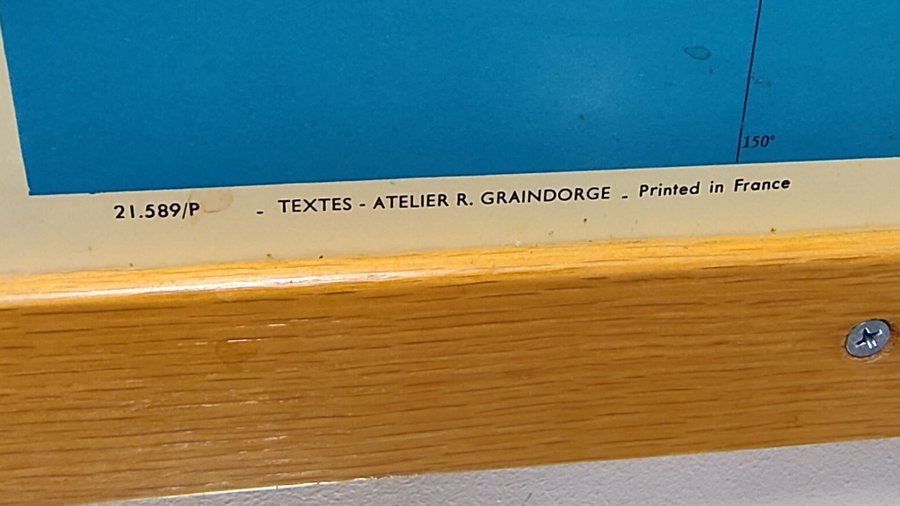 150°
21.589/P - TEXTES - ATELIER R. GRAINDORGE - Printed in France